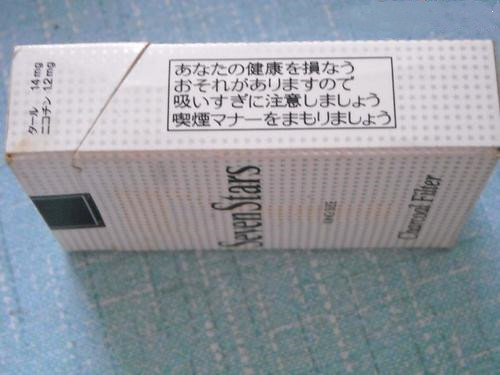 タール 14mg
ニコチン 1.2mg
あなたの健康を損なう
おそれがありますので
吸いすぎに注意しましょう
喫煙マナーをまもりましょう
SevenStars
KING SIZE
Charcoal Filter